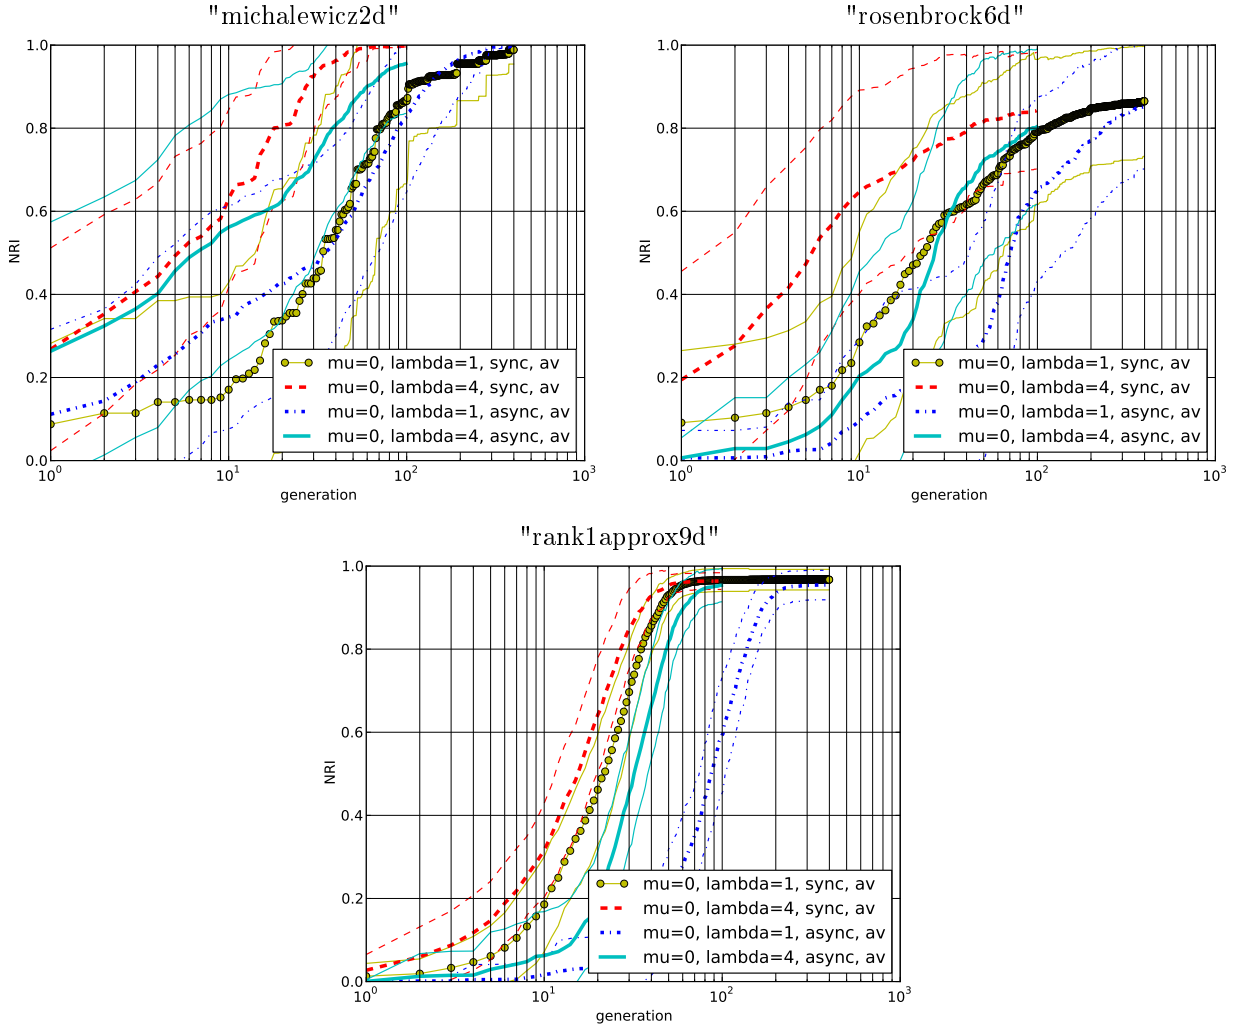 "michalewicz2d"
1.0
0.8
0.6
0.4
0.2
0.0
NRI
mu=0, lambda=1, sync, av
mu=0, lambda=4, sync, av
mu=0, lambda=1, async, av
mu=0, lambda=4, async, av
10^0 10^1 10^2 10^3
generation
"rosenbrock6d"
1.0
0.8
0.6
0.4
0.2
0.0
NRI
mu=0, lambda=1, sync, av
mu=0, lambda=4, sync, av
mu=0, lambda=1, async, av
mu=0, lambda=4, async, av
10^0 10^1 10^2 10^3
generation
"rank1approx9d"
1.0
0.8
0.6
0.4
0.2
0.0
NRI
mu=0, lambda=1, sync, av
mu=0, lambda=4, sync, av
mu=0, lambda=1, async, av
mu=0, lambda=4, async, av
10^0 10^1 10^2 10^3
generation